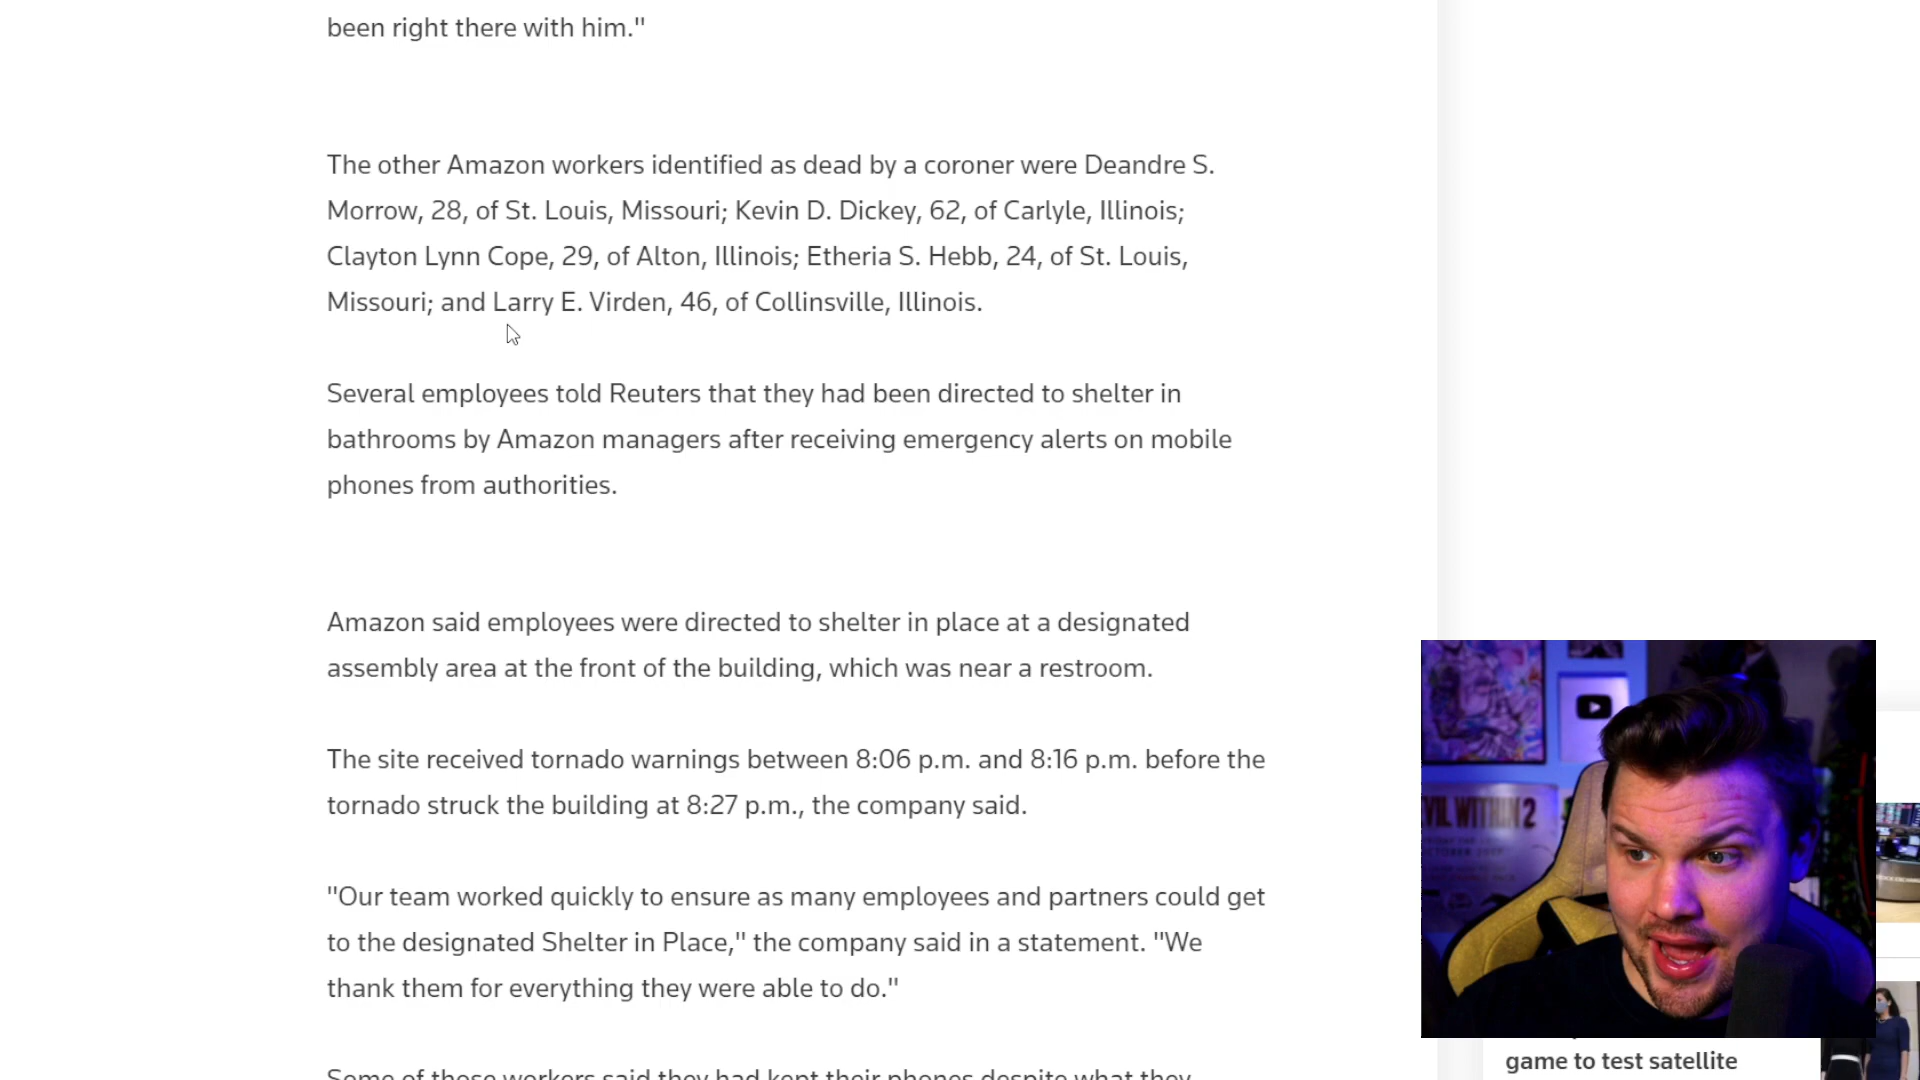 been right there with him."
The other Amazon workers identified as dead by a coroner were Deandre S.
Morrow, 28, of St. Louis, Missouri; Kevin D. Dickey, 62, of Carlyle, Illinois;
Clayton Lynn Cope, 29, of Alton, Illinois; Etheria S. Hebb, 24, of St. Louis,
Missouri; and Larry E. Virden, 46, of Collinsville, Illinois.
Several employees told Reuters that they had been directed to shelter in
bathrooms by Amazon managers after receiving emergency alerts on mobile
phones from authorities.
Amazon said employees were directed to shelter in place at a designated
assembly area at the front of the building, which was near a restroom.
The site received tornado warnings between 8:06 p.m. and 8:16 p.m. before the
tornado struck the building at 8:27 p.m., the company said.
"Our team worked quickly to ensure as many employees and partners could get
to the designated Shelter in Place," the company said in a statement. "We
thank them for everything they were able to do."
Some of those workers said they had kept their phones despite what they
EVIL WITHIN 2
game to test satellite